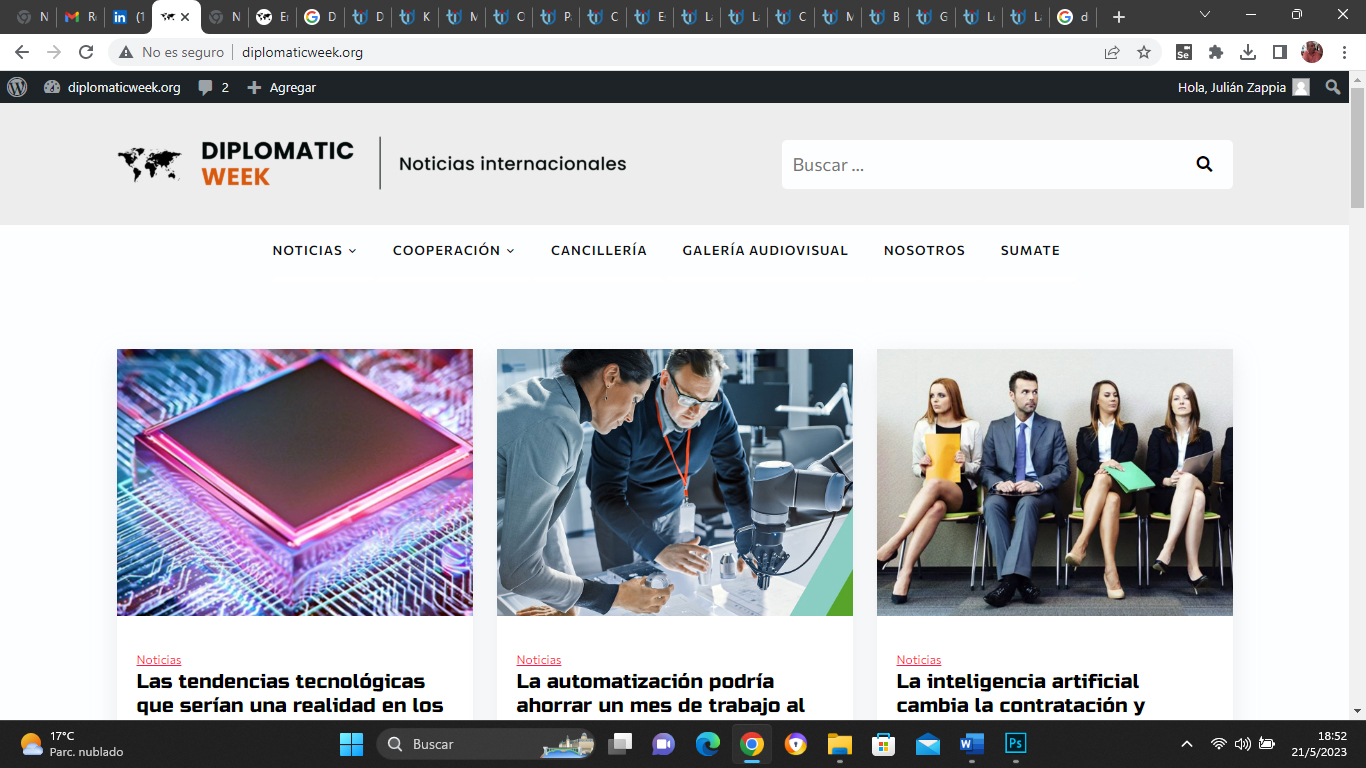 No es seguro
diplomaticweek.org
diplomaticweek.org
2
Agregar
Hola, Julián Zappia
DIPLOMATIC
WEEK
Noticias internacionales
Buscar ...
NOTICIAS
COOPERACIÓN
CANCILLERÍA
GALERÍA AUDIOVISUAL
NOSOTROS
SUMATE
Noticias
Las tendencias tecnológicas
que serían una realidad en los
Noticias
La automatización podría
ahorrar un mes de trabajo al
Noticias
La inteligencia artificial
cambia la contratación y
17°C
Parc. nublado
Buscar
18:52
21/5/2023